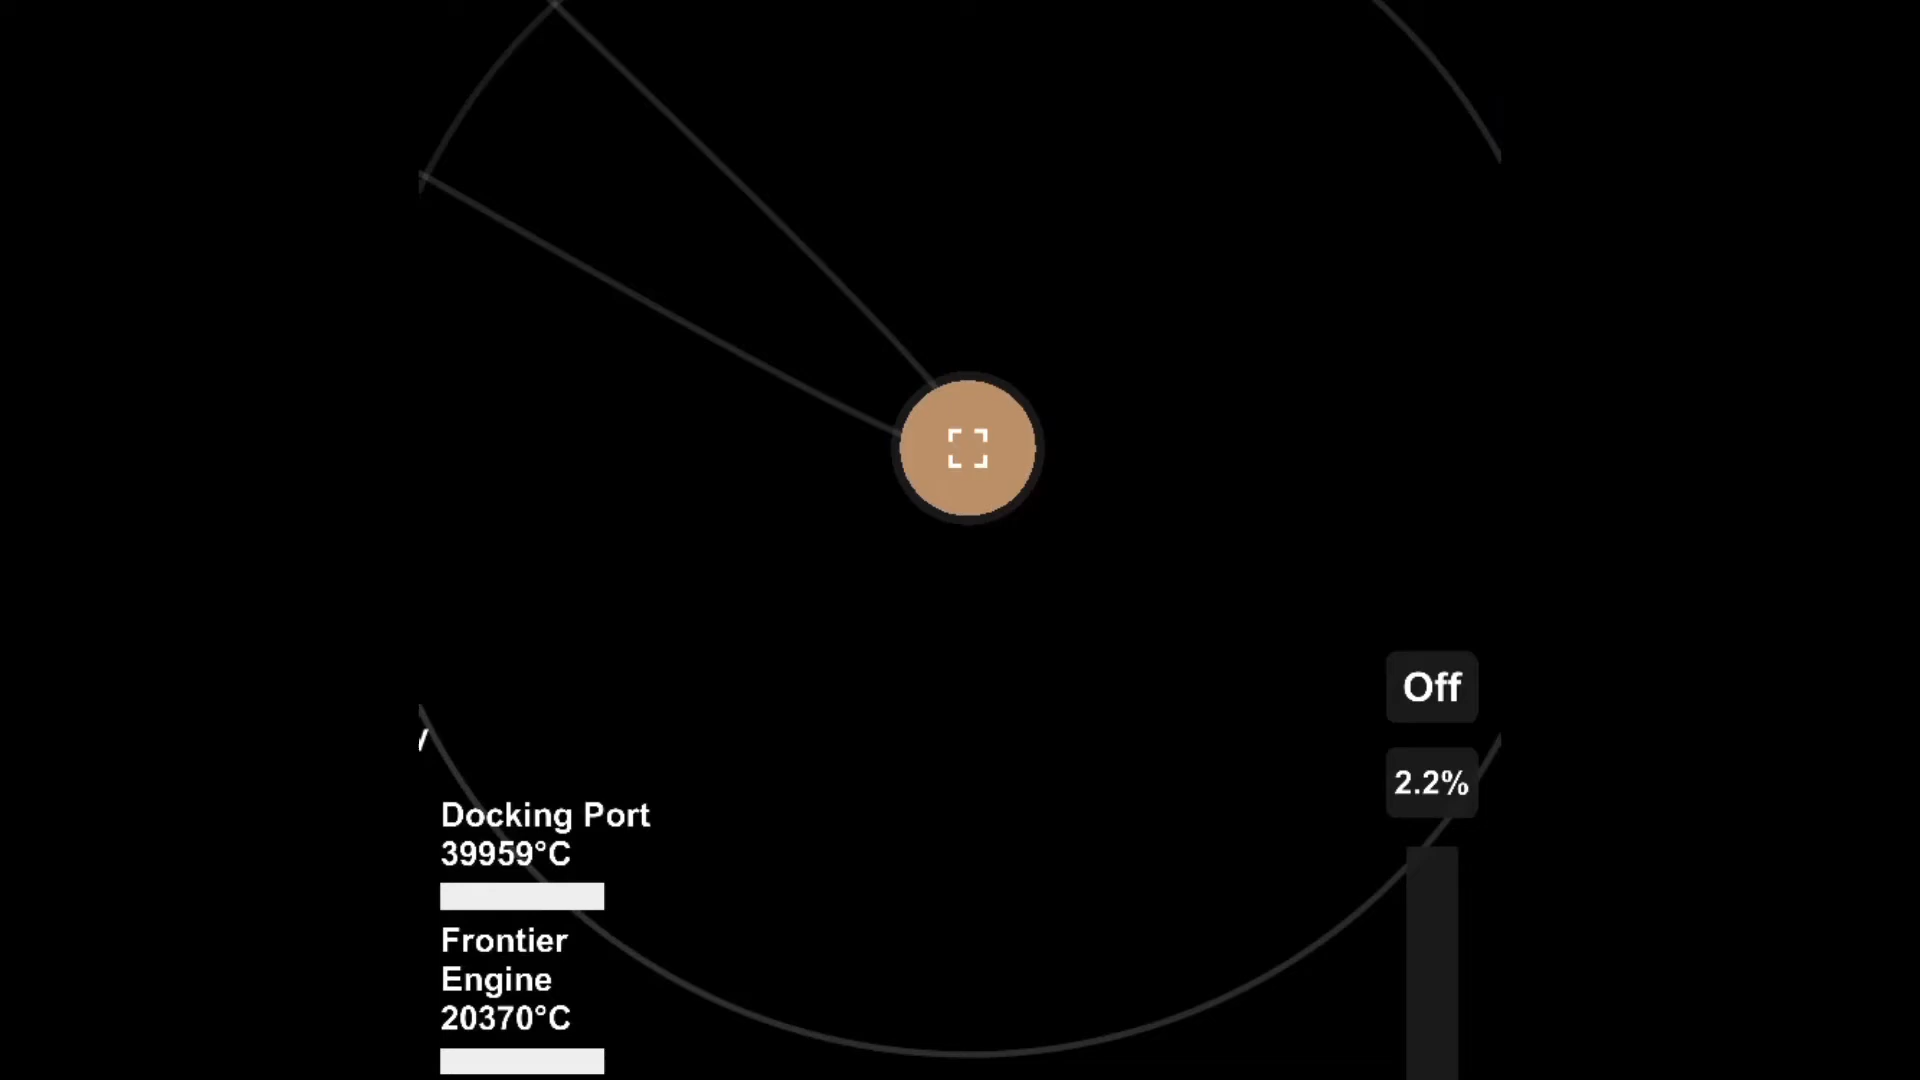 Off
2.2%
Docking Port
39959°C
Frontier
Engine
20370°C